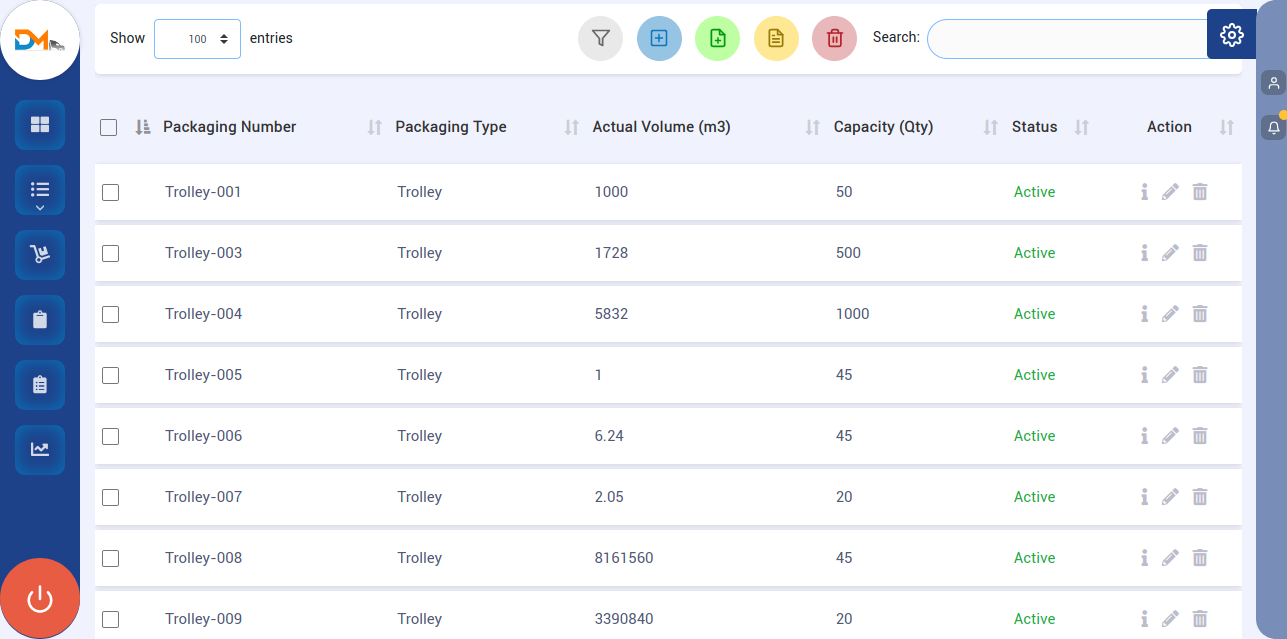 DM
Show 100 entries Search:
Packaging Number Packaging Type Actual Volume (m3) Capacity (Qty) Status Action
Trolley-001 Trolley 1000 50 Active
Trolley-003 Trolley 1728 500 Active
Trolley-004 Trolley 5832 1000 Active
Trolley-005 Trolley 1 45 Active
Trolley-006 Trolley 6.24 45 Active
Trolley-007 Trolley 2.05 20 Active
Trolley-008 Trolley 8161560 45 Active
Trolley-009 Trolley 3390840 20 Active